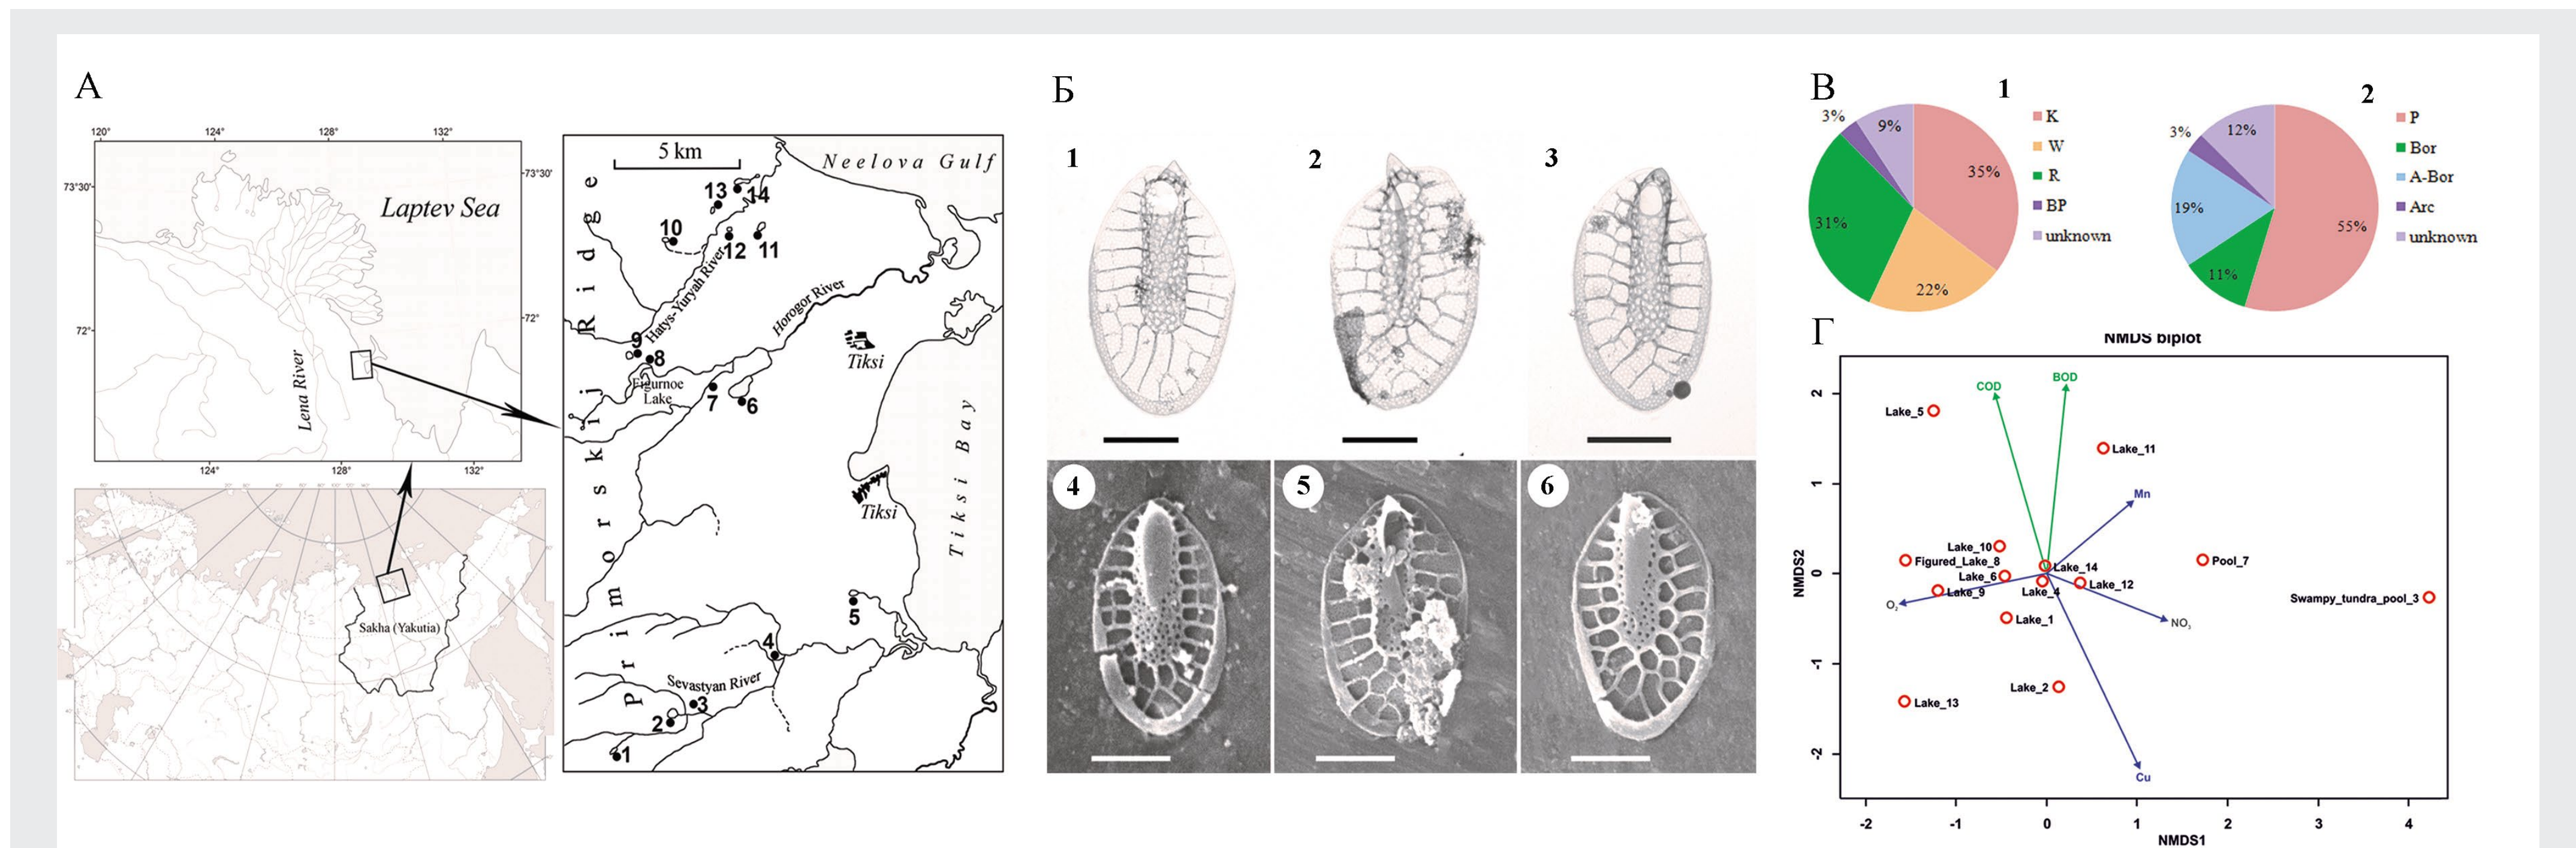 А
120°
124°
128°
132°
73°30'
73°30'
72°
72°
Laptev Sea
Lena River
124°
128°
132°
Sakha (Yakutia)
5 km
Neelova Gulf
Primorskij Ridge
13
14
10
12
11
Hatys-Yuryah River
Horogor River
9
8
Figurnoe
Lake
7
6
Tiksi
Tiksi
Tiksi Bay
5
4
Sevastyan River
3
2
1
Б
1
2
3
4
5
6
В
1
3%
9%
35%
31%
22%
K
W
R
BP
unknown
2
3%
12%
19%
55%
11%
P
Bor
A-Bor
Arc
unknown
Г
NMDS biplot
NMDS2
2
1
0
-1
-2
COD
BOD
Lake_5
Lake_11
Mn
Lake_10
Figured_Lake_8
Lake_14
Pool_7
Lake_6
Lake_12
Lake_9
Lake_4
Swampy_tundra_pool_3
O₂
Lake_1
NO₃
Lake_2
Lake_13
Cu
-2
-1
0
1
2
3
4
NMDS1